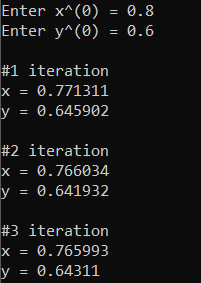 Enter x^(0) = 0.8
Enter y^(0) = 0.6
#1 iteration
x = 0.771311
y = 0.645902
#2 iteration
x = 0.766034
y = 0.641932
#3 iteration
x = 0.765993
y = 0.64311